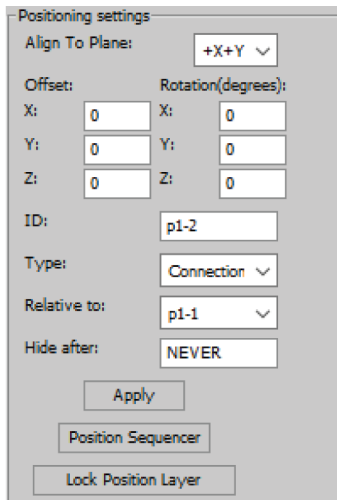 Positioning settings
Align To Plane: +X+Y
Offset: Rotation(degrees):
X: 0 X: 0
Y: 0 Y: 0
Z: 0 Z: 0
ID: p1-2
Type: Connection
Relative to: p1-1
Hide after: NEVER
Apply
Position Sequencer
Lock Position Layer